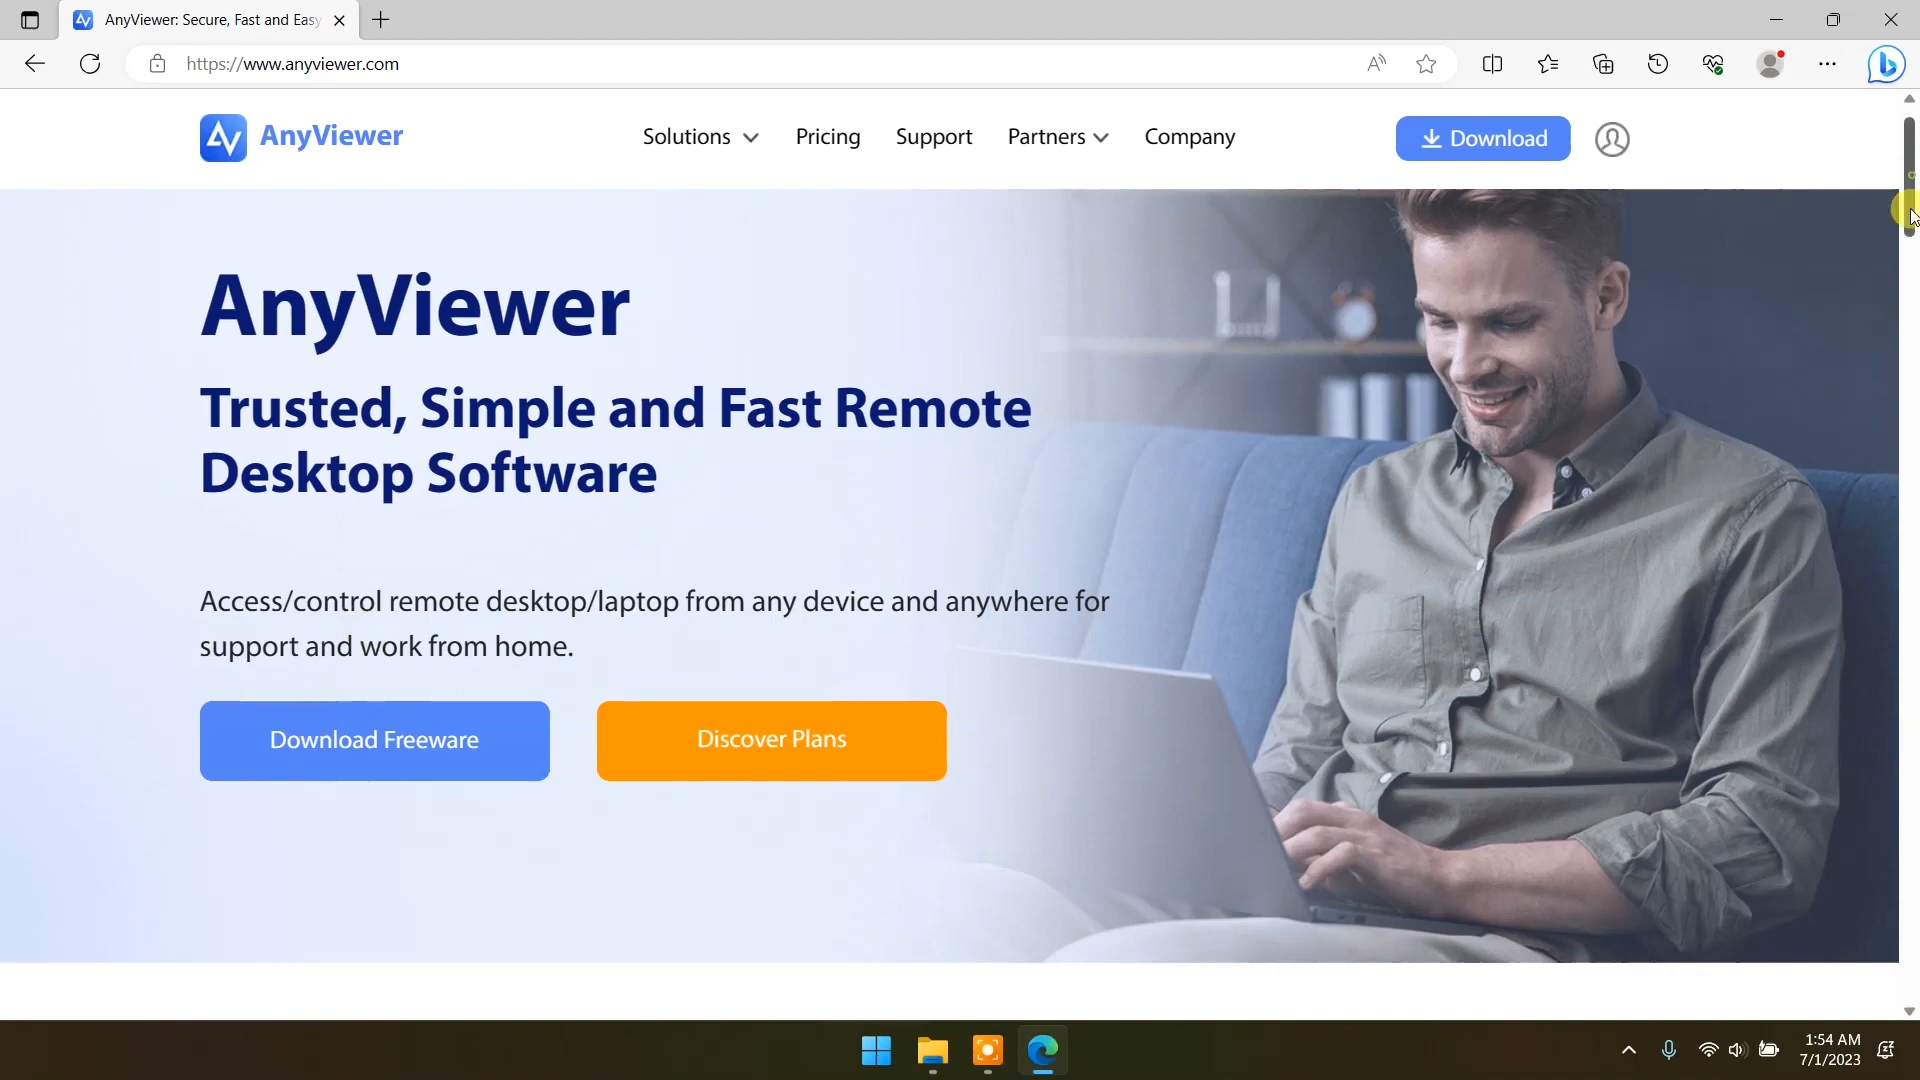 AnyViewer: Secure, Fast and Easy
https://www.anyviewer.com
AnyViewer
Solutions
Pricing
Support
Partners
Company
Download
AnyViewer
Trusted, Simple and Fast Remote
Desktop Software
Access/control remote desktop/laptop from any device and anywhere for
support and work from home.
Download Freeware
Discover Plans
1:54 AM
7/1/2023